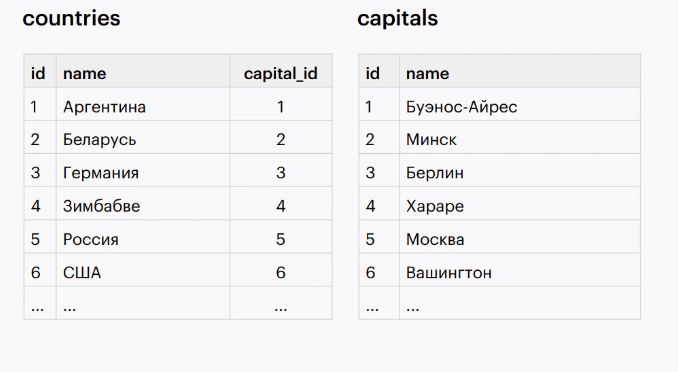 countries capitals
id name capital_id id name
1 Аргентина 1 1 Буэнос-Айрес
2 Беларусь 2 2 Минск
3 Германия 3 3 Берлин
4 Зимбабве 4 4 Хараре
5 Россия 5 5 Москва
6 США 6 6 Вашингтон
... ... ... ... ...